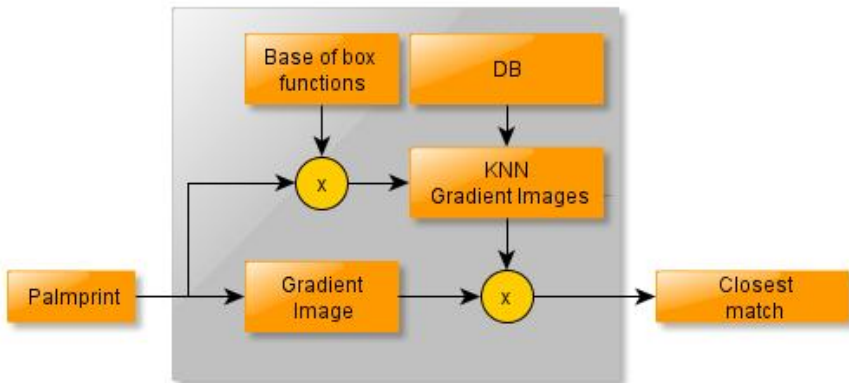 Base of box
functions
DB
x
KNN
Gradient Images
Palmprint
Gradient
Image
x
Closest
match